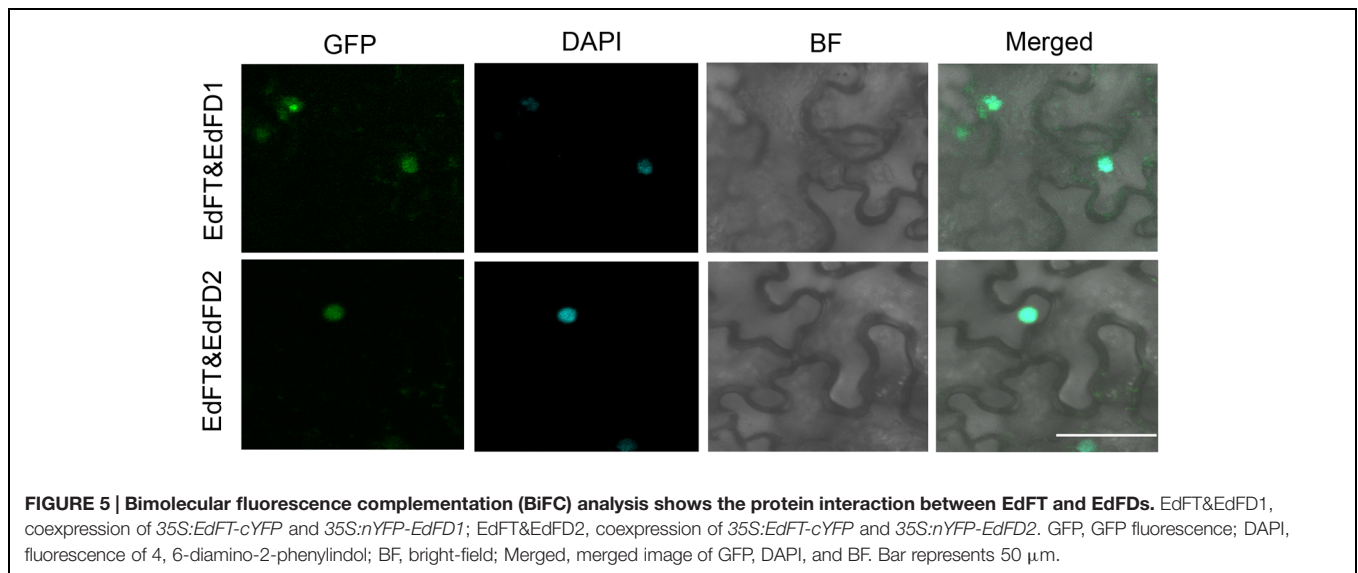 GFP DAPI BF Merged
EdFT&EdFD1
EdFT&EdFD2
FIGURE 5 | Bimolecular fluorescence complementation (BiFC) analysis shows the protein interaction between EdFT and EdFDs. EdFT&EdFD1,
coexpression of 35S:EdFT-cYFP and 35S:nYFP-EdFD1; EdFT&EdFD2, coexpression of 35S:EdFT-cYFP and 35S:nYFP-EdFD2. GFP, GFP fluorescence; DAPI,
fluorescence of 4, 6-diamino-2-phenylindol; BF, bright-field; Merged, merged image of GFP, DAPI, and BF. Bar represents 50 μm.